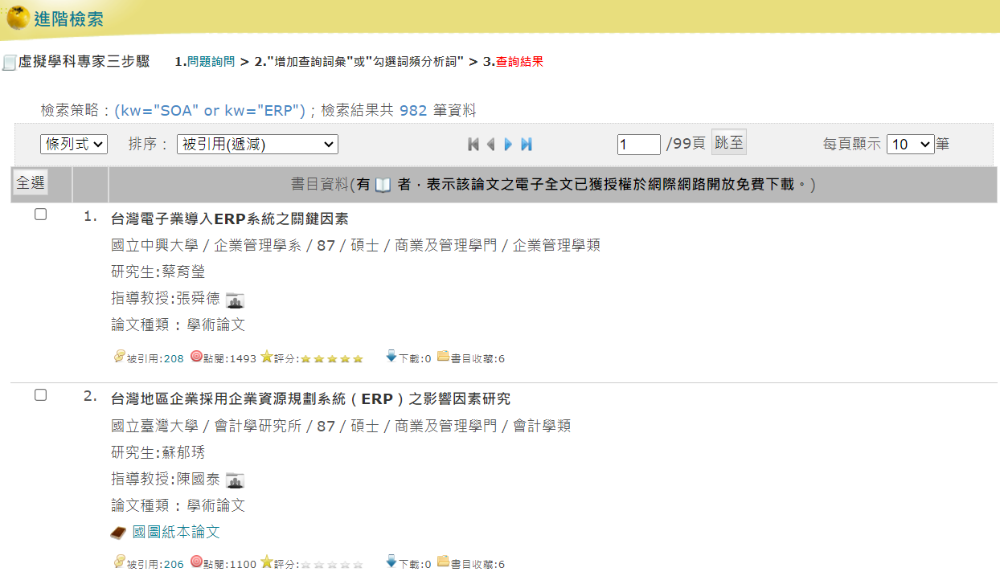 進階檢索
虛擬學科專家三步驟 1.問題詢問 > 2."增加查詢詞彙"或"勾選詞頻分析詞" > 3.查詢結果
檢索策略：(kw="SOA" or kw="ERP")；檢索結果共 982 筆資料
條列式 排序： 被引用(遞減) 1 /99頁 跳至 每頁顯示 10 筆
全選 書目資料(有 者，表示該論文之電子全文已獲授權於網際網路開放免費下載。)
1. 台灣電子業導入ERP系統之關鍵因素
國立中興大學 / 企業管理學系 / 87 / 碩士 / 商業及管理學門 / 企業管理學類
研究生:蔡育瑩
指導教授:張舜德
論文種類：學術論文
被引用:208 點閱:1493 評分: 下載:0 書目收藏:6
2. 台灣地區企業採用企業資源規劃系統（ERP）之影響因素研究
國立臺灣大學 / 會計學研究所 / 87 / 碩士 / 商業及管理學門 / 會計學類
研究生:蘇郁琇
指導教授:陳國泰
論文種類：學術論文
國圖紙本論文
被引用:206 點閱:1100 評分: 下載:0 書目收藏:6